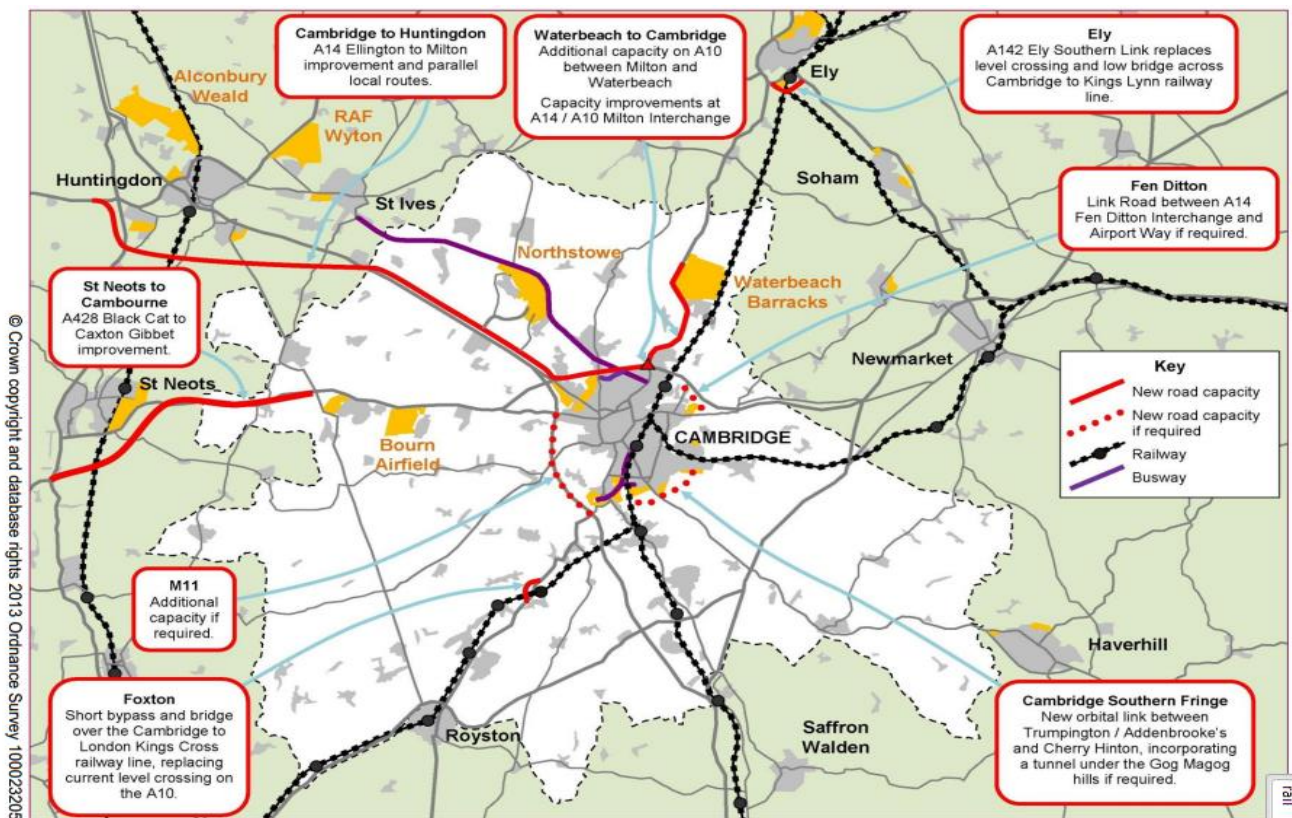 Cambridge to Huntingdon
A14 Ellington to Milton
improvement and parallel
local routes.
Waterbeach to Cambridge
Additional capacity on A10
between Milton and
Waterbeach
Capacity improvements at
A14 / A10 Milton Interchange
Ely
A142 Ely Southern Link replaces
level crossing and low bridge across
Cambridge to Kings Lynn railway
line.
Alconbury
Weald
RAF
Wyton
Ely
Huntingdon
St Ives
Soham
Fen Ditton
Link Road between A14
Fen Ditton Interchange and
Airport Way if required.
Northstowe
Waterbeach
Barracks
St Neots to
Cambourne
A428 Black Cat to
Caxton Gibbet
improvement.
St Neots
Newmarket
Key
New road capacity
New road capacity
if required
Railway
Busway
Bourn
Airfield
CAMBRIDGE
M11
Additional
capacity if
required.
Haverhill
Foxton
Short bypass and bridge
over the Cambridge to
London Kings Cross
railway line, replacing
current level crossing on
the A10.
Royston
Saffron
Walden
Cambridge Southern Fringe
New orbital link between
Trumpington / Addenbrooke's
and Cherry Hinton, incorporating
a tunnel under the Gog Magog
hills if required.
© Crown copyright and database rights 2013 Ordnance Survey 100023205
rail